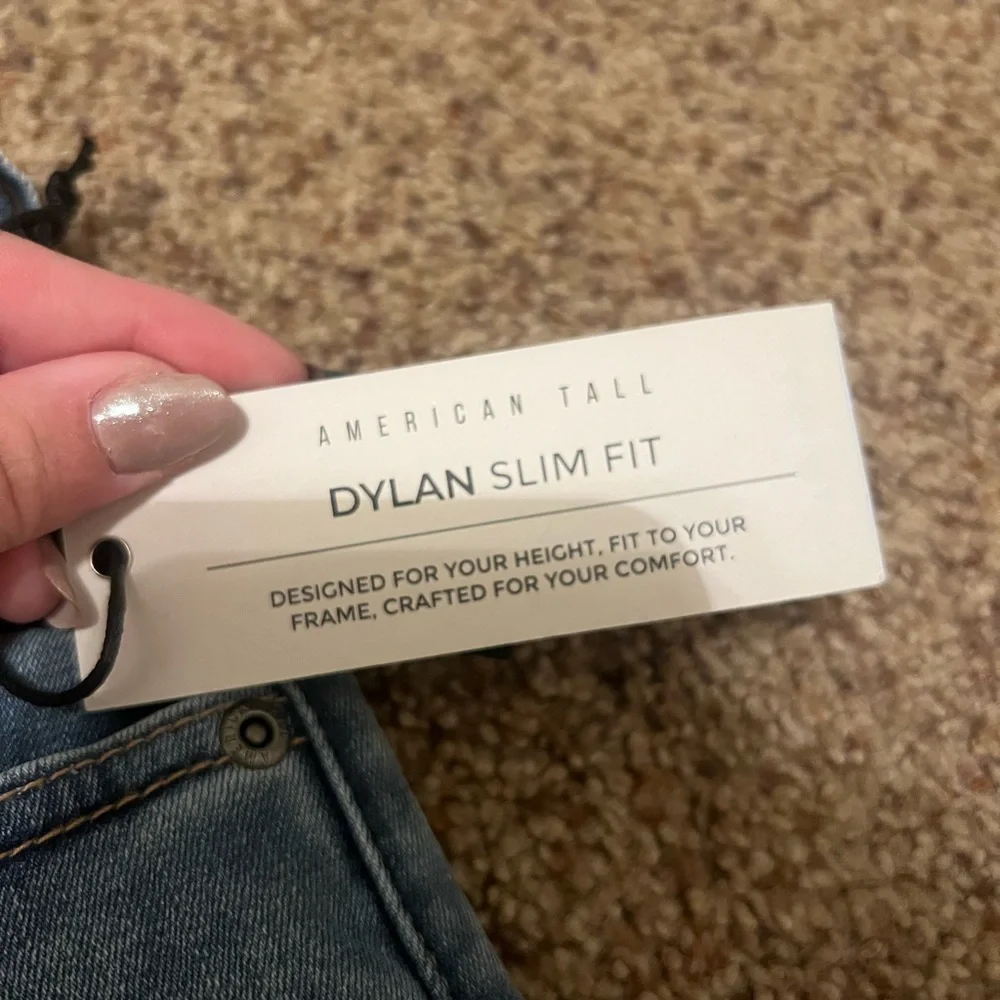 AMERICAN TALL
DYLAN SLIM FIT
DESIGNED FOR YOUR HEIGHT, FIT TO YOUR
FRAME, CRAFTED FOR YOUR COMFORT.